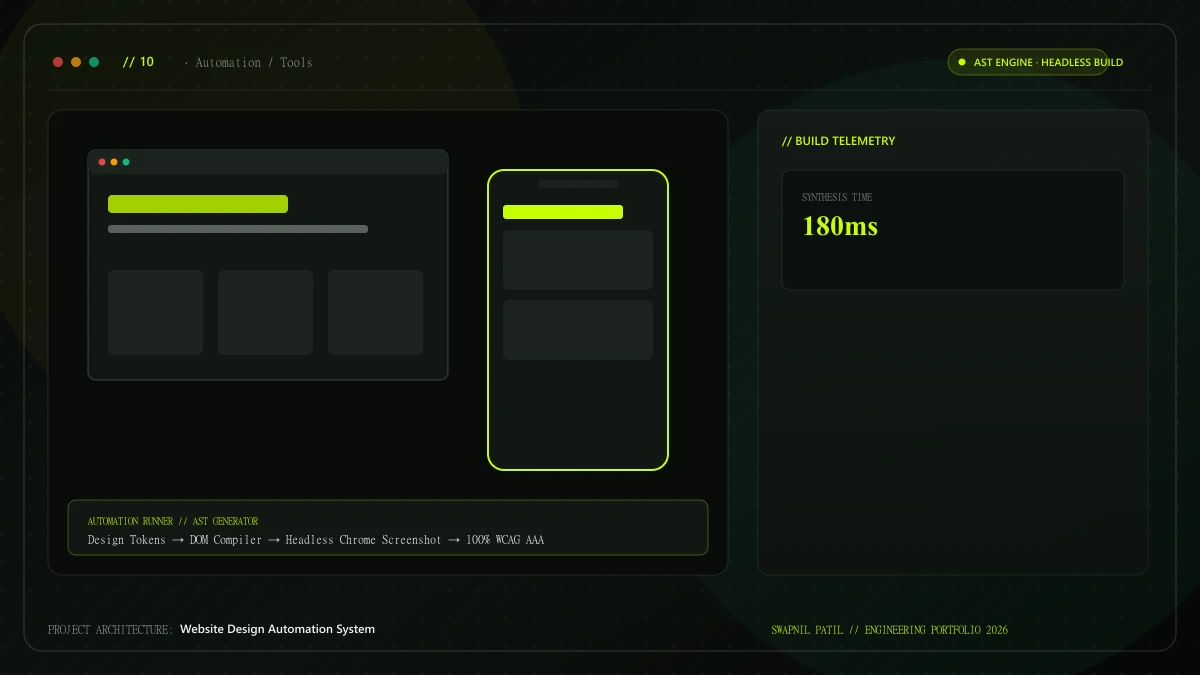 // 10 · Automation / Tools
AST ENGINE · HEADLESS BUILD
// BUILD TELEMETRY
SYNTHESIS TIME
180ms
AUTOMATION RUNNER // AST GENERATOR
Design Tokens → DOM Compiler → Headless Chrome Screenshot → 100% WCAG AAA
PROJECT ARCHITECTURE: Website Design Automation System
SWAPNIL PATIL // ENGINEERING PORTFOLIO 2026